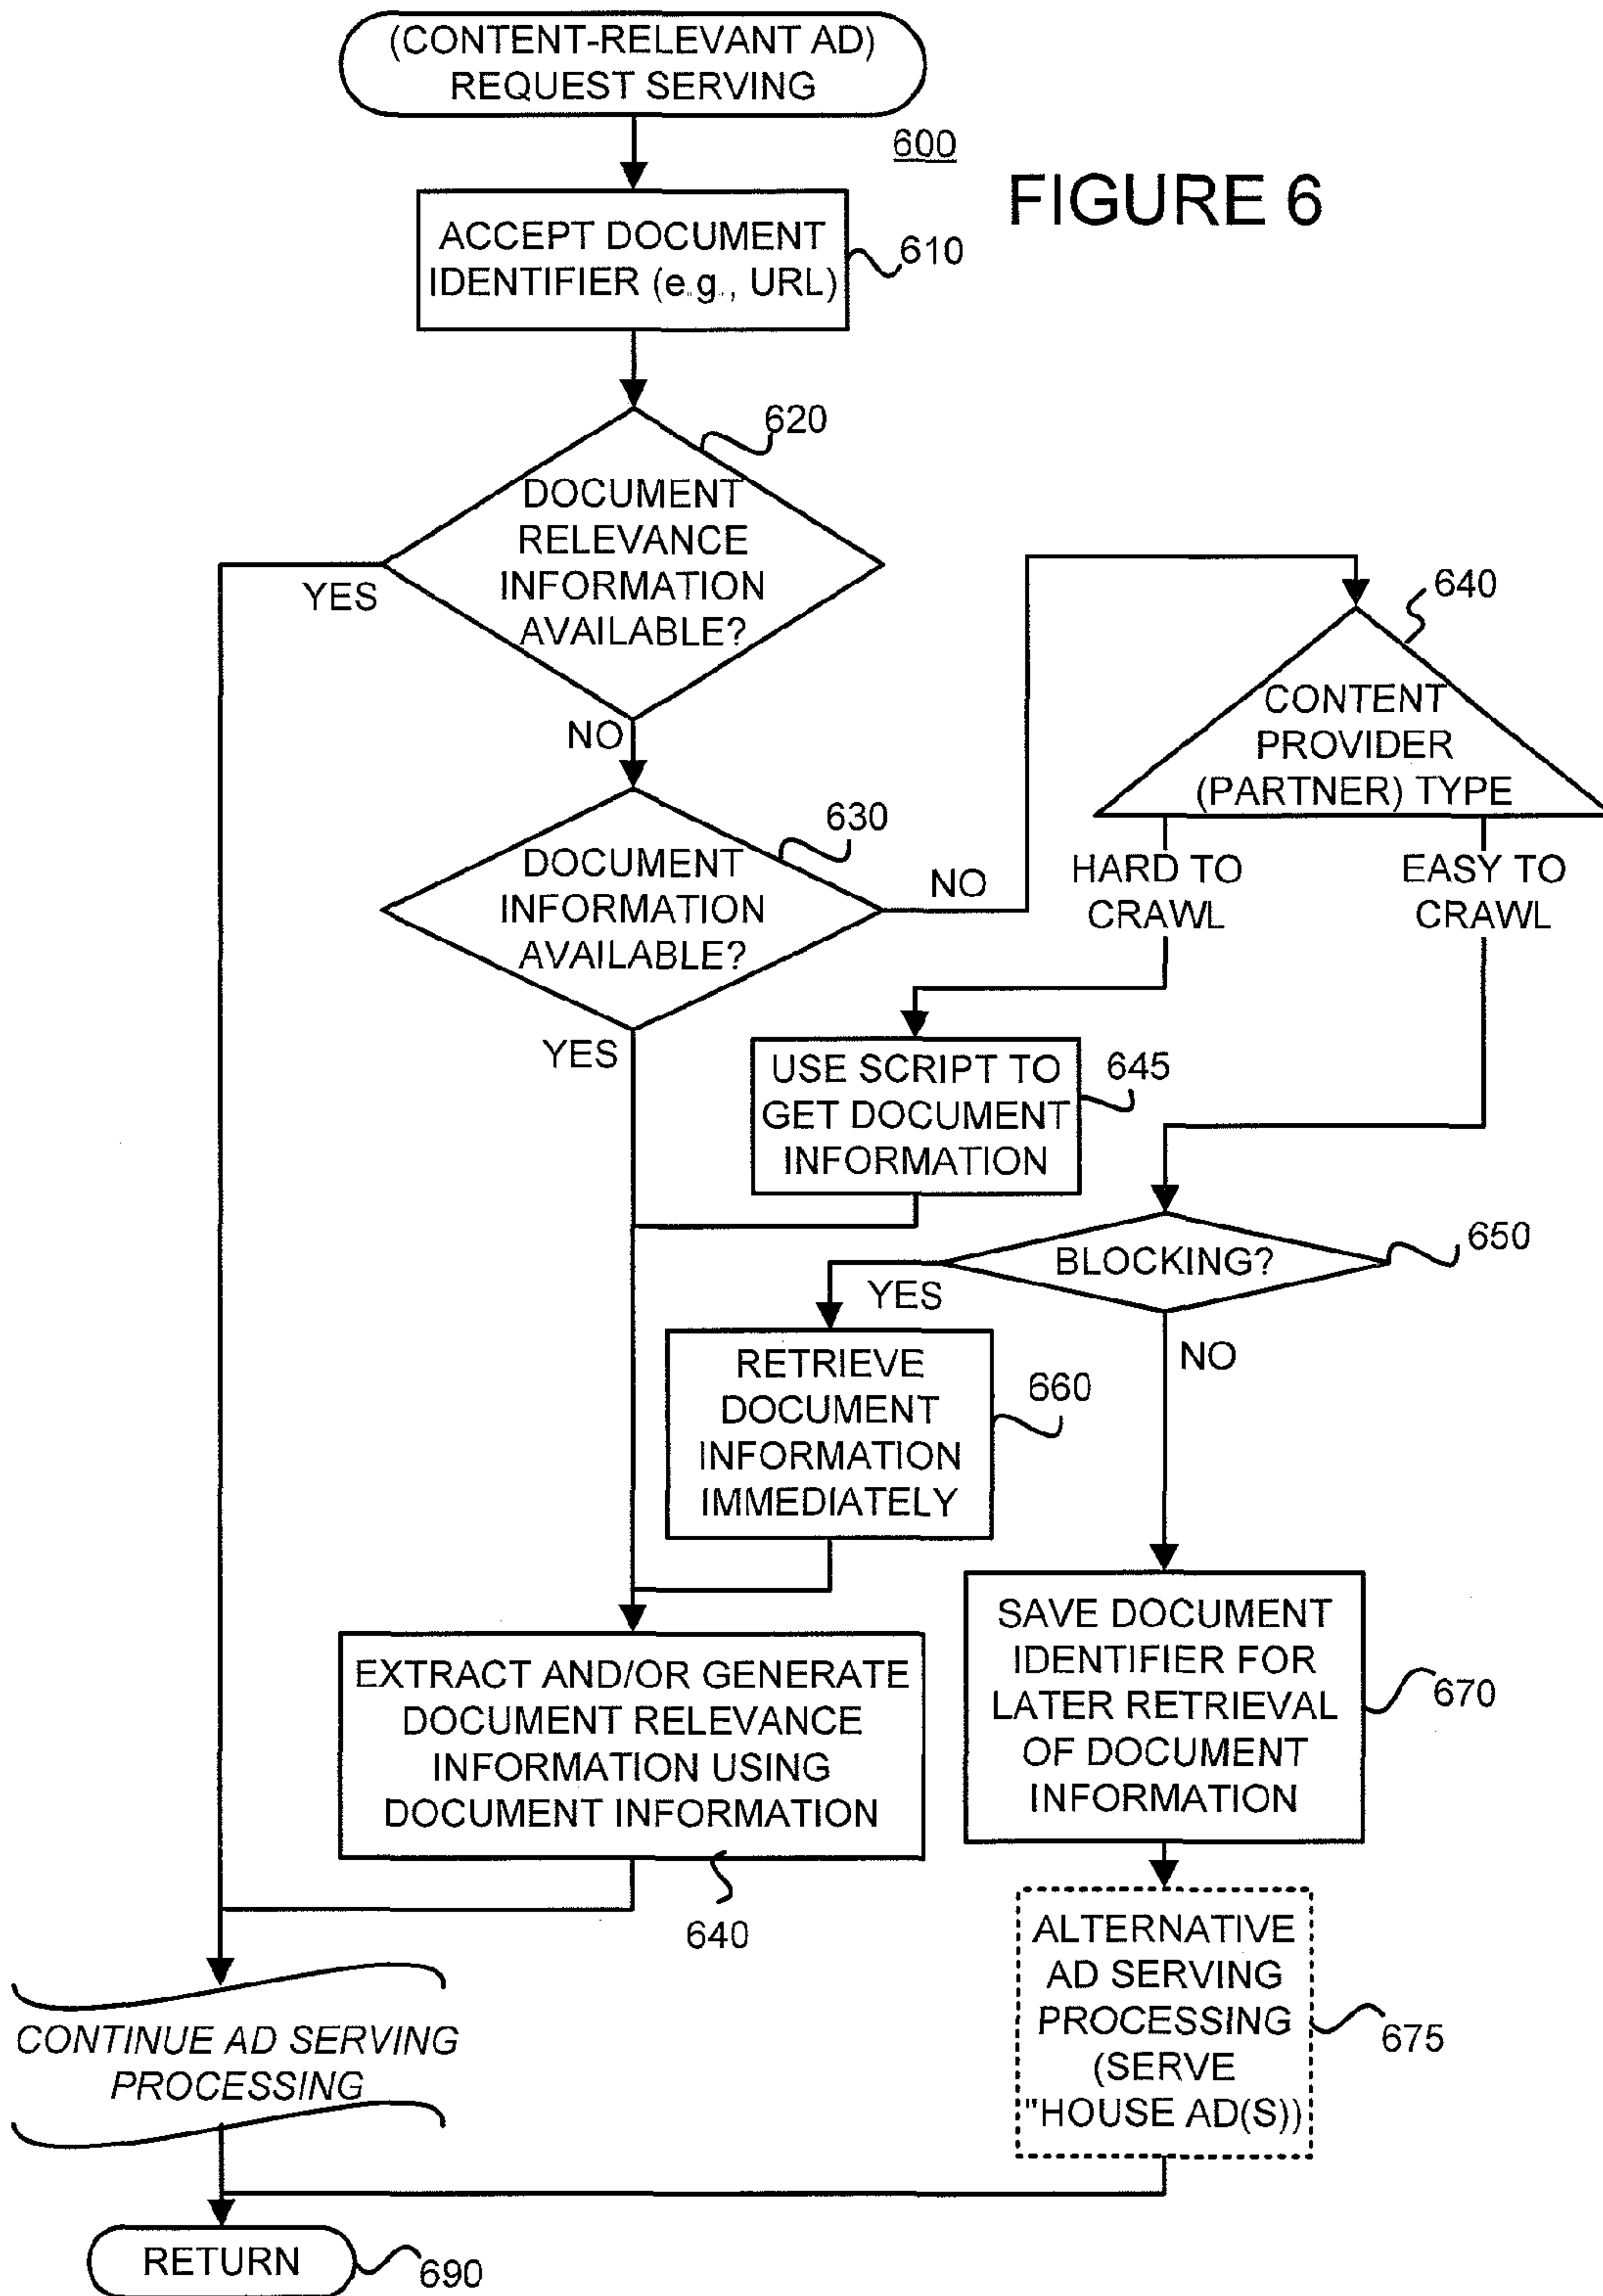 (CONTENT-RELEVANT AD)
REQUEST SERVING
600
FIGURE 6
ACCEPT DOCUMENT
IDENTIFIER (e.g., URL)
610
620
DOCUMENT
RELEVANCE
INFORMATION
AVAILABLE?
YES
NO
640
CONTENT
PROVIDER
(PARTNER) TYPE
HARD TO
CRAWL
EASY TO
CRAWL
630
DOCUMENT
INFORMATION
AVAILABLE?
NO
YES
USE SCRIPT TO
GET DOCUMENT
INFORMATION
645
BLOCKING?
650
YES
NO
RETRIEVE
DOCUMENT
INFORMATION
IMMEDIATELY
660
SAVE DOCUMENT
IDENTIFIER FOR
LATER RETRIEVAL
OF DOCUMENT
INFORMATION
670
EXTRACT AND/OR GENERATE
DOCUMENT RELEVANCE
INFORMATION USING
DOCUMENT INFORMATION
640
ALTERNATIVE
AD SERVING
PROCESSING
(SERVE
"HOUSE AD(S))
675
CONTINUE AD SERVING
PROCESSING
RETURN
690